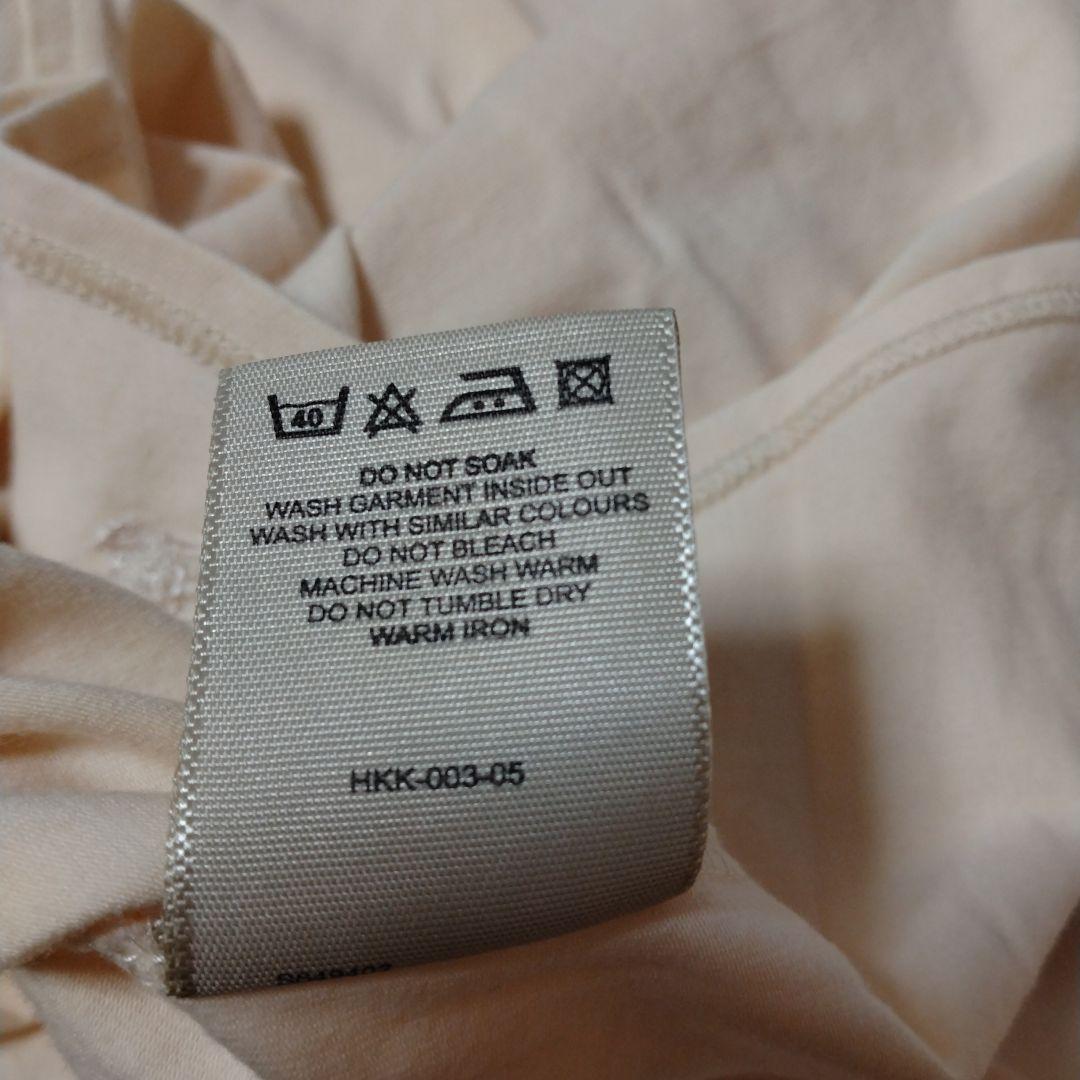 40
DO NOT SOAK
WASH GARMENT INSIDE OUT
WASH WITH SIMILAR COLOURS
DO NOT BLEACH
MACHINE WASH WARM
DO NOT TUMBLE DRY
WARM IRON
HKK-003-05